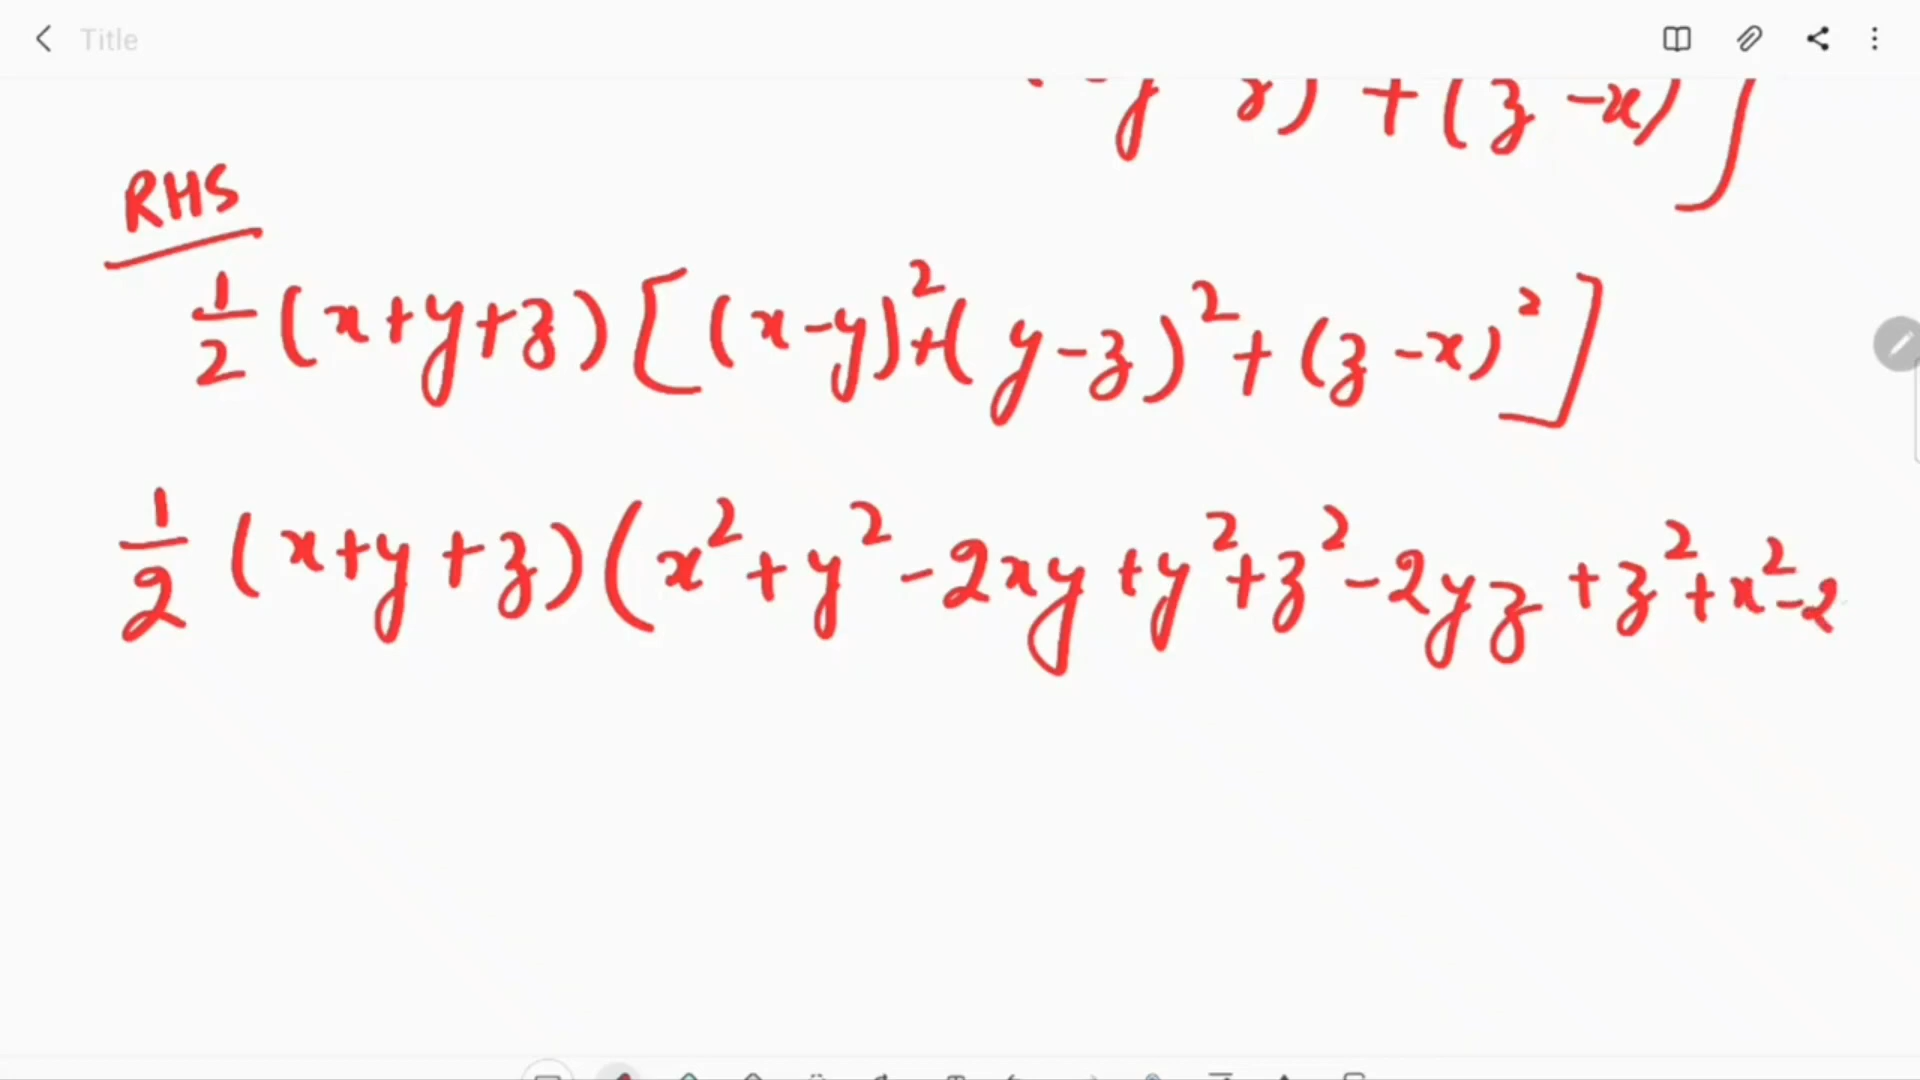 Title
y z) + (z - x)]
RHS
1/2 (x+y+z) [(x-y)²+(y-z)²+(z-x)²]
1/2 (x+y+z)(x²+y²-2xy+y²+z²-2yz+z²+x²-2